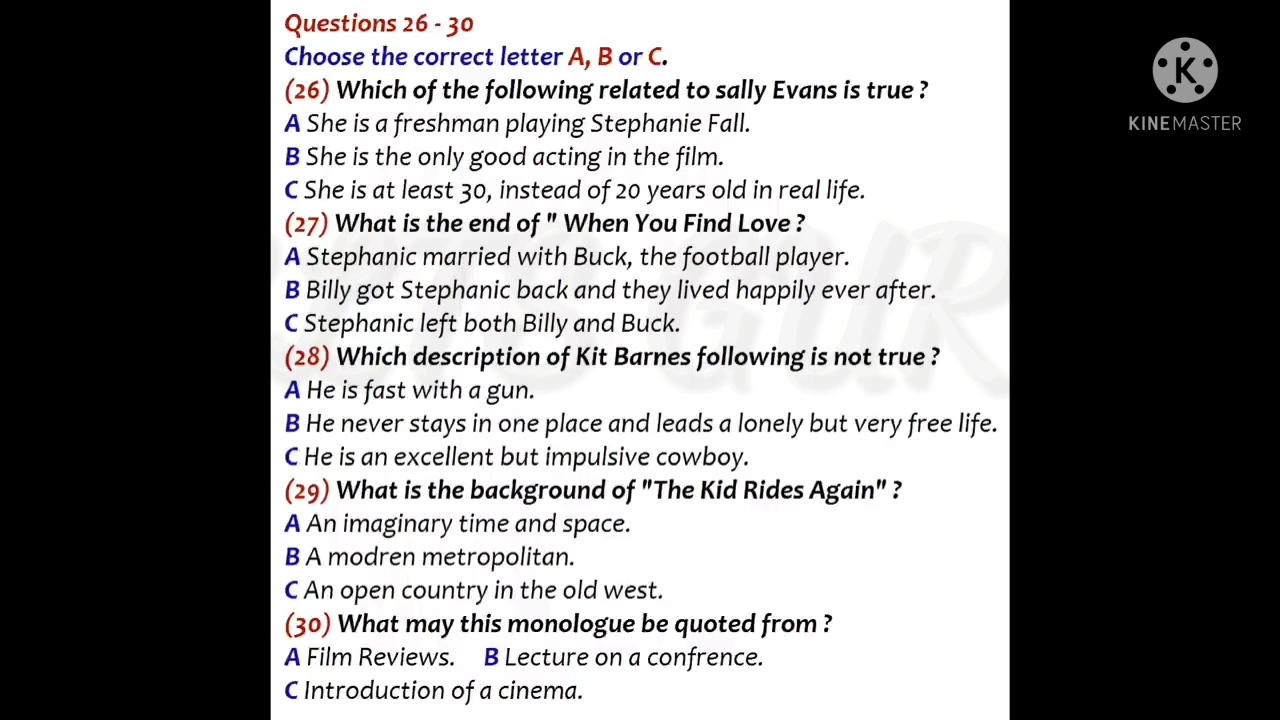 Questions 26 - 30
Choose the correct letter A, B or C.
(26) Which of the following related to sally Evans is true ?
A She is a freshman playing Stephanie Fall.
B She is the only good acting in the film.
C She is at least 30, instead of 20 years old in real life.
(27) What is the end of " When You Find Love ?
A Stephanic married with Buck, the football player.
B Billy got Stephanic back and they lived happily ever after.
C Stephanic left both Billy and Buck.
(28) Which description of Kit Barnes following is not true ?
A He is fast with a gun.
B He never stays in one place and leads a lonely but very free life.
C He is an excellent but impulsive cowboy.
(29) What is the background of "The Kid Rides Again" ?
A An imaginary time and space.
B A modren metropolitan.
C An open country in the old west.
(30) What may this monologue be quoted from ?
A Film Reviews. B Lecture on a confrence.
C Introduction of a cinema.
K
KINEMASTER